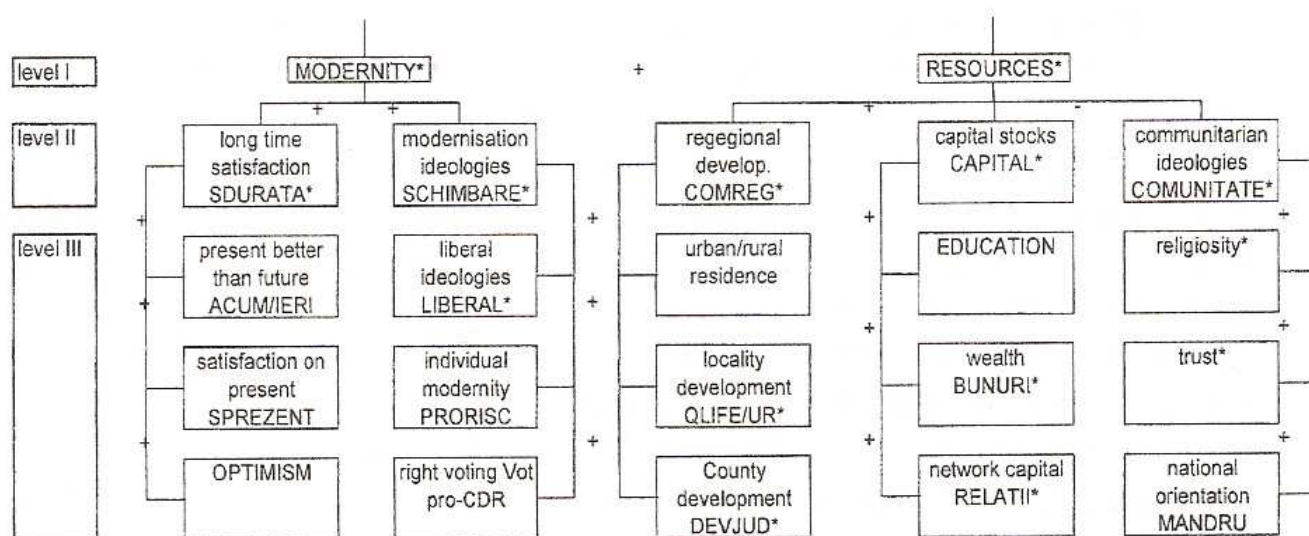 level I
MODERNITY*
+
RESOURCES*
+ +
+ -
level II
long time
satisfaction
SDURATA*
modernisation
ideologies
SCHIMBARE*
regegional
develop.
COMREG*
capital stocks
CAPITAL*
communitarian
ideologies
COMUNITATE*
+ + + +
level III
present better
than future
ACUM/IERI
liberal
ideologies
LIBERAL*
urban/rural
residence
EDUCATION
religiosity*
+ + + +
satisfaction on
present
SPREZENT
individual
modernity
PRORISC
locality
development
QLIFE/UR*
wealth
BUNURI*
trust*
+ + + +
OPTIMISM
right voting Vot
pro-CDR
County
development
DEVJUD*
network capital
RELATII*
national
orientation
MANDRU